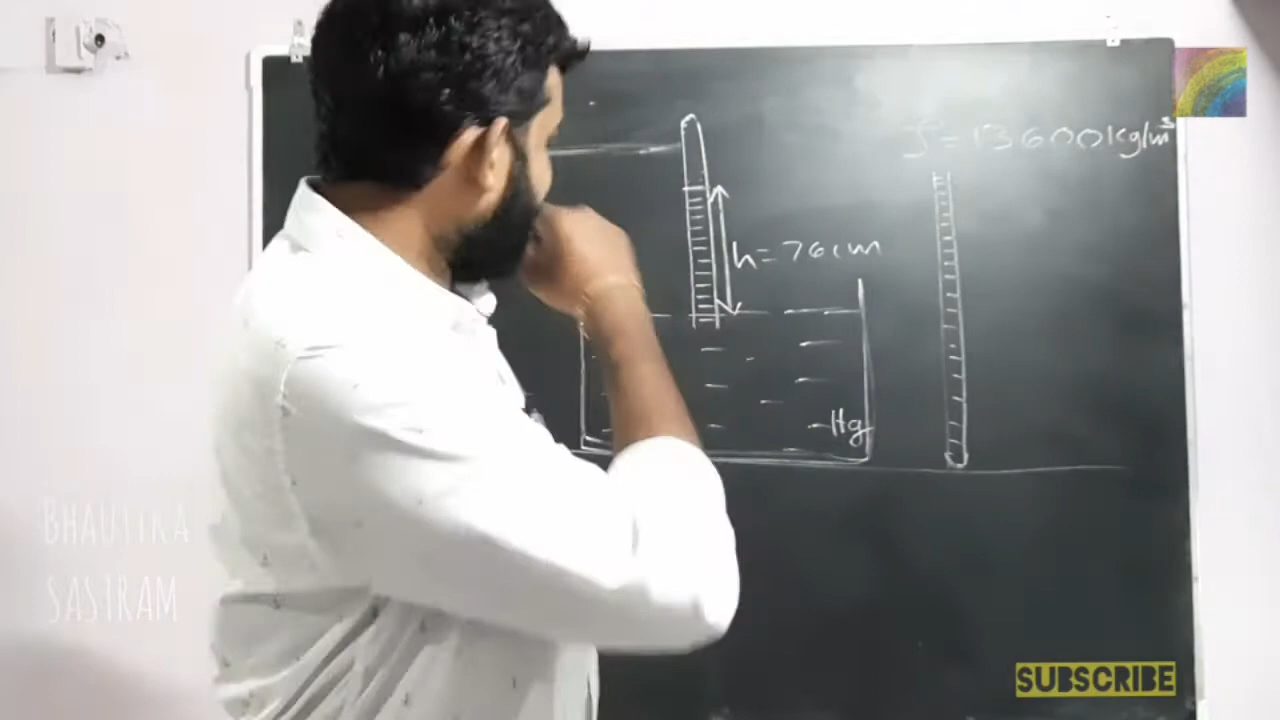 ρ = 13600 kg/m³
h = 76 cm
Hg
BHAUTIKA
SASTRAM
SUBSCRIBE